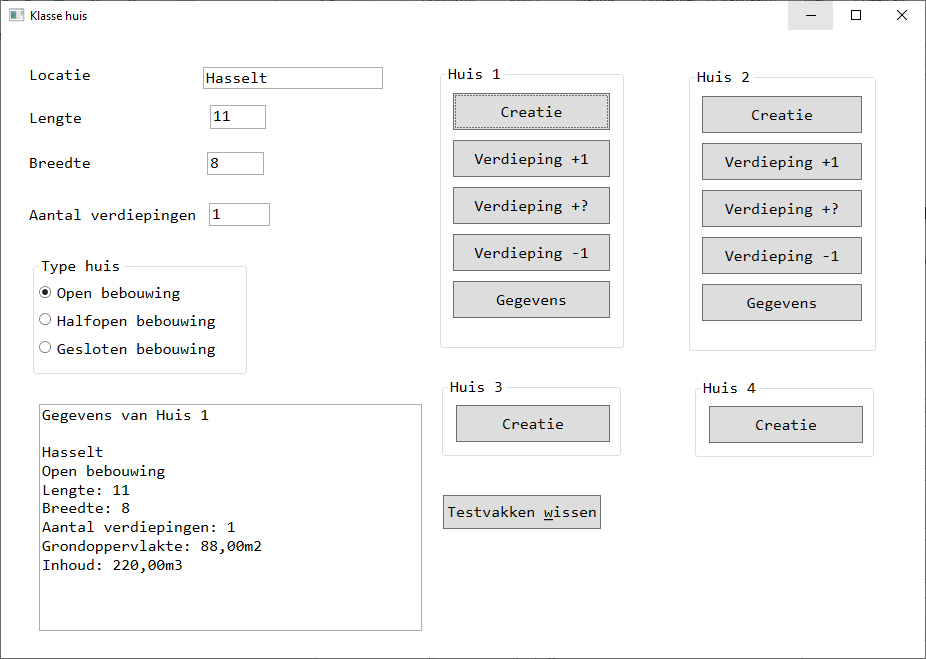 Klasse huis
Locatie
Hasselt
Lengte
11
Breedte
8
Aantal verdiepingen
1
Type huis
Open bebouwing
Halfopen bebouwing
Gesloten bebouwing
Gegevens van Huis 1
Hasselt
Open bebouwing
Lengte: 11
Breedte: 8
Aantal verdiepingen: 1
Grondoppervlakte: 88,00m2
Inhoud: 220,00m3
Huis 1
Creatie
Verdieping +1
Verdieping +?
Verdieping -1
Gegevens
Huis 2
Creatie
Verdieping +1
Verdieping +?
Verdieping -1
Gegevens
Huis 3
Creatie
Huis 4
Creatie
Testvakken wissen